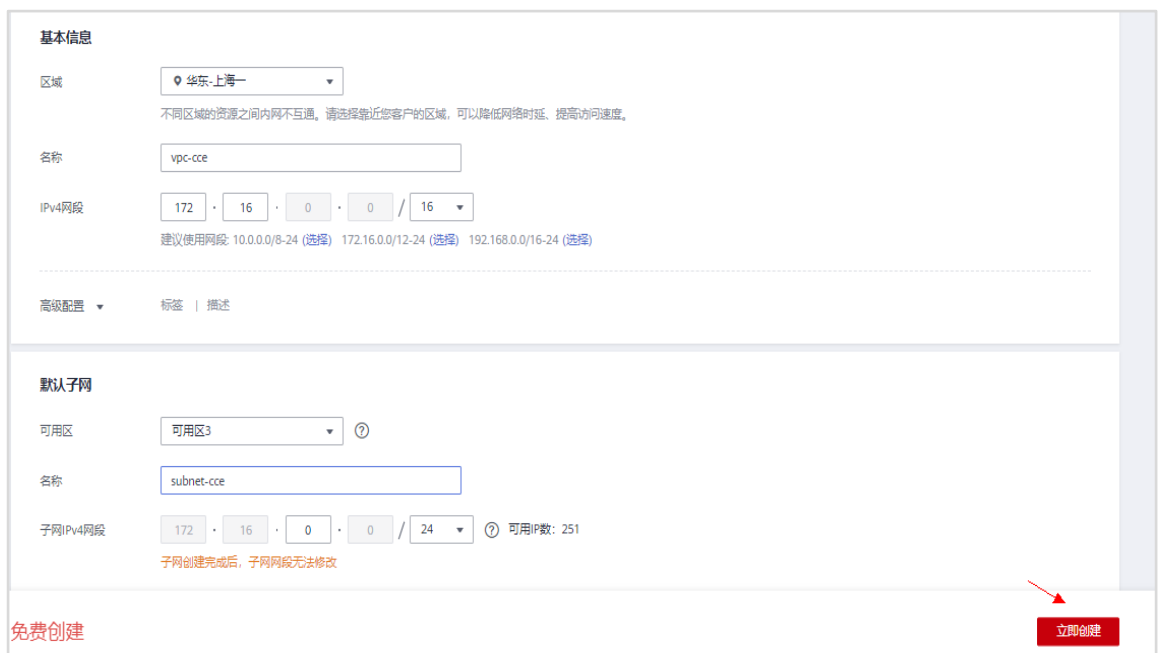 基本信息
区域 华东-上海一
不同区域的资源之间内网不互通。请选择靠近您客户的区域，可以降低网络时延、提高访问速度。
名称 vpc-cce
IPv4网段 172 · 16 · 0 · 0 / 16
建议使用网段: 10.0.0.0/8-24 (选择) 172.16.0.0/12-24 (选择) 192.168.0.0/16-24 (选择)
高级配置 标签 | 描述
默认子网
可用区 可用区3 ?
名称 subnet-cce
子网IPv4网段 172 · 16 · 0 · 0 / 24 ? 可用IP数：251
子网创建完成后，子网网段无法修改
免费创建 立即创建